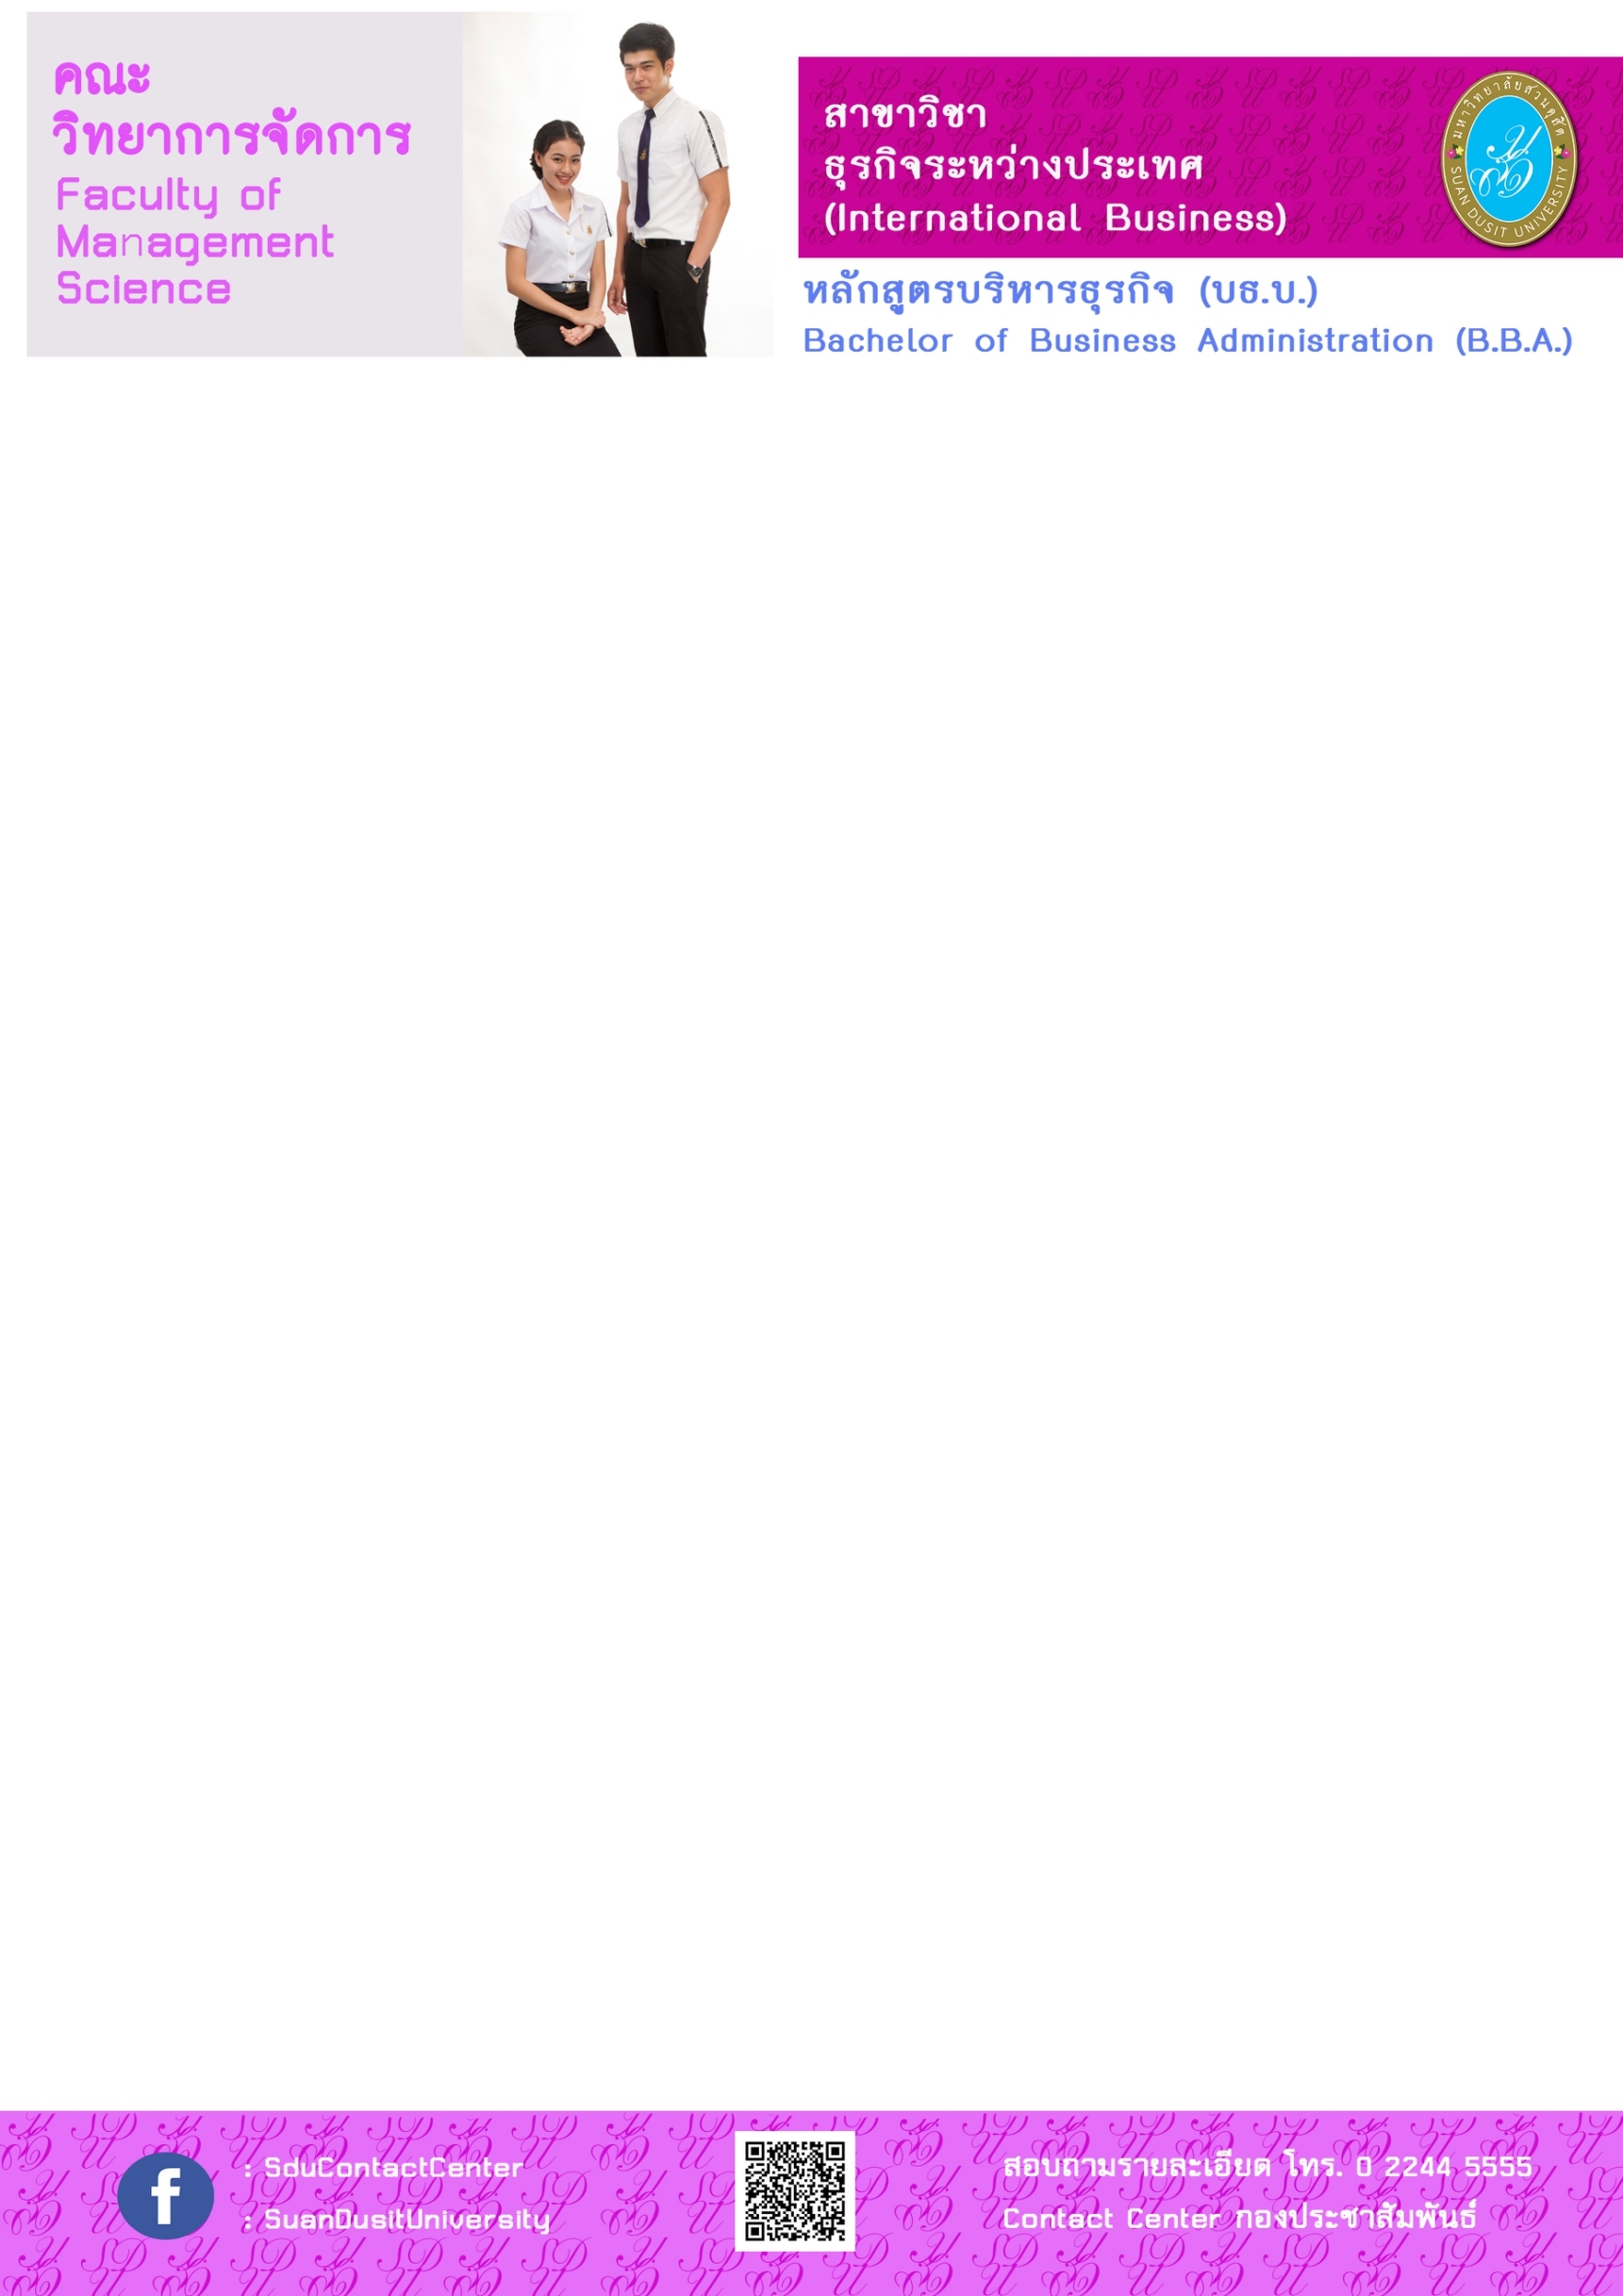 คณะ
วิทยาการจัดการ
Faculty of
Management
Science
สาขาวิชา
ธุรกิจระหว่างประเทศ
(International Business)
มหาวิทยาลัยสวนดุสิต
SUAN DUSIT UNIVERSITY
หลักสูตรบริหารธุรกิจ (บธ.บ.)
Bachelor of Business Administration (B.B.A.)
f
: SduContactCenter
: SuanDusitUniversity
สอบถามรายละเอียด โทร. 0 2244 5555
Contact Center กองประชาสัมพันธ์